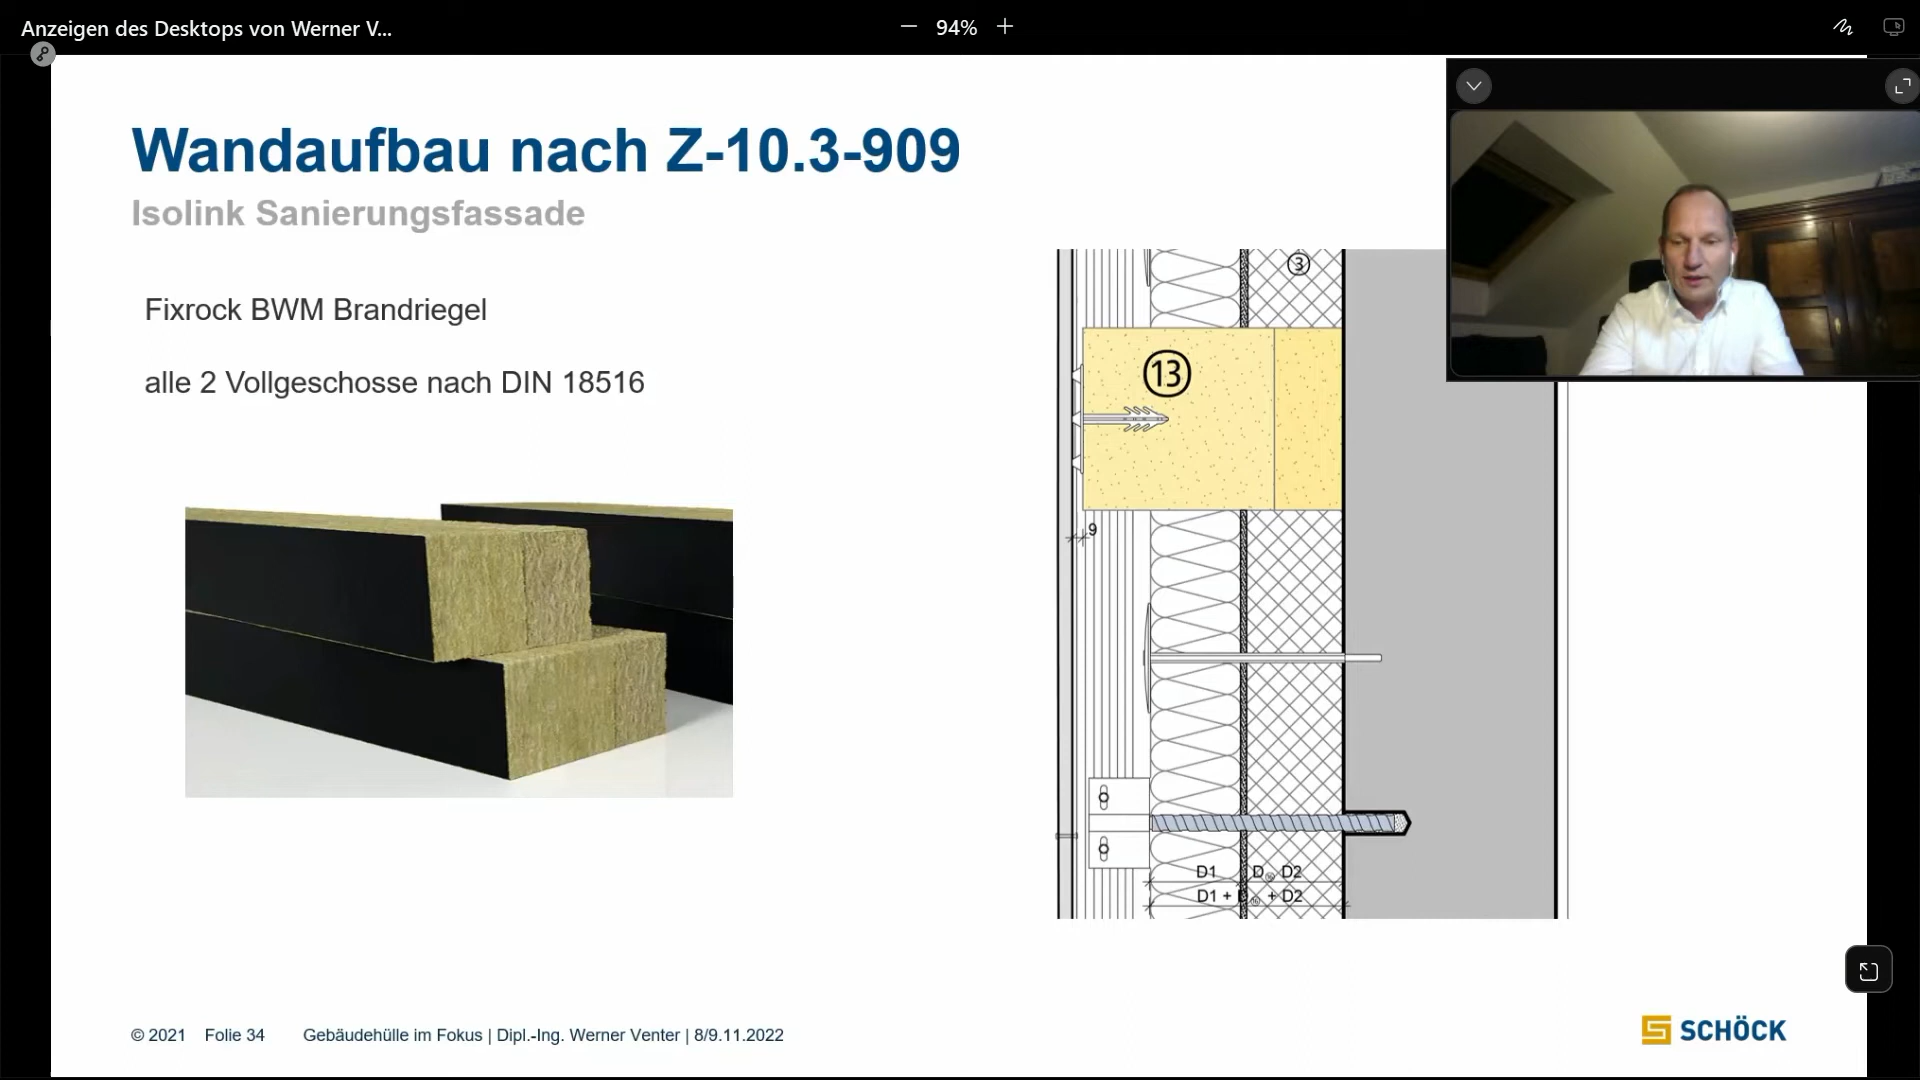 Anzeigen des Desktops von Werner V...
94%
Wandaufbau nach Z-10.3-909
Isolink Sanierungsfassade
Fixrock BWM Brandriegel
alle 2 Vollgeschosse nach DIN 18516
3
13
9
D1 D D2
D1 + D + D2
© 2021 Folie 34 Gebäudehülle im Fokus | Dipl.-Ing. Werner Venter | 8/9.11.2022
SCHÖCK